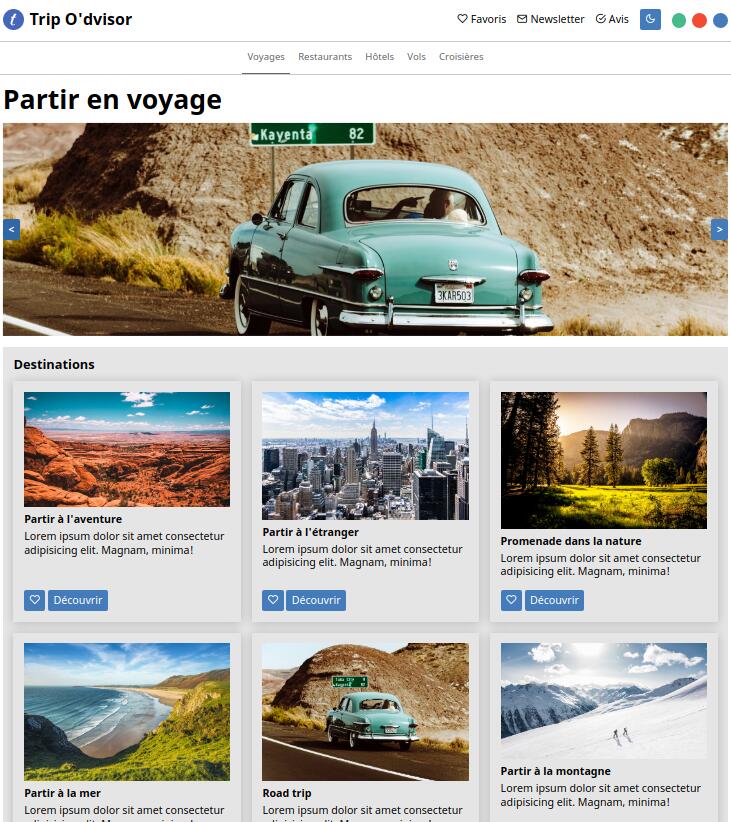 t Trip O'dvisor
Favoris Newsletter Avis
Voyages Restaurants Hôtels Vols Croisières
Partir en voyage
Kayenta 82
3KAR503
< >
Destinations
Partir à l'aventure
Lorem ipsum dolor sit amet consectetur
adipisicing elit. Magnam, minima!
Découvrir
Partir à l'étranger
Lorem ipsum dolor sit amet consectetur
adipisicing elit. Magnam, minima!
Découvrir
Promenade dans la nature
Lorem ipsum dolor sit amet consectetur
adipisicing elit. Magnam, minima!
Découvrir
Partir à la mer
Lorem ipsum dolor sit amet consectetur
Kayenta 82
Road trip
Lorem ipsum dolor sit amet consectetur
Partir à la montagne
Lorem ipsum dolor sit amet consectetur
adipisicing elit. Magnam, minima!